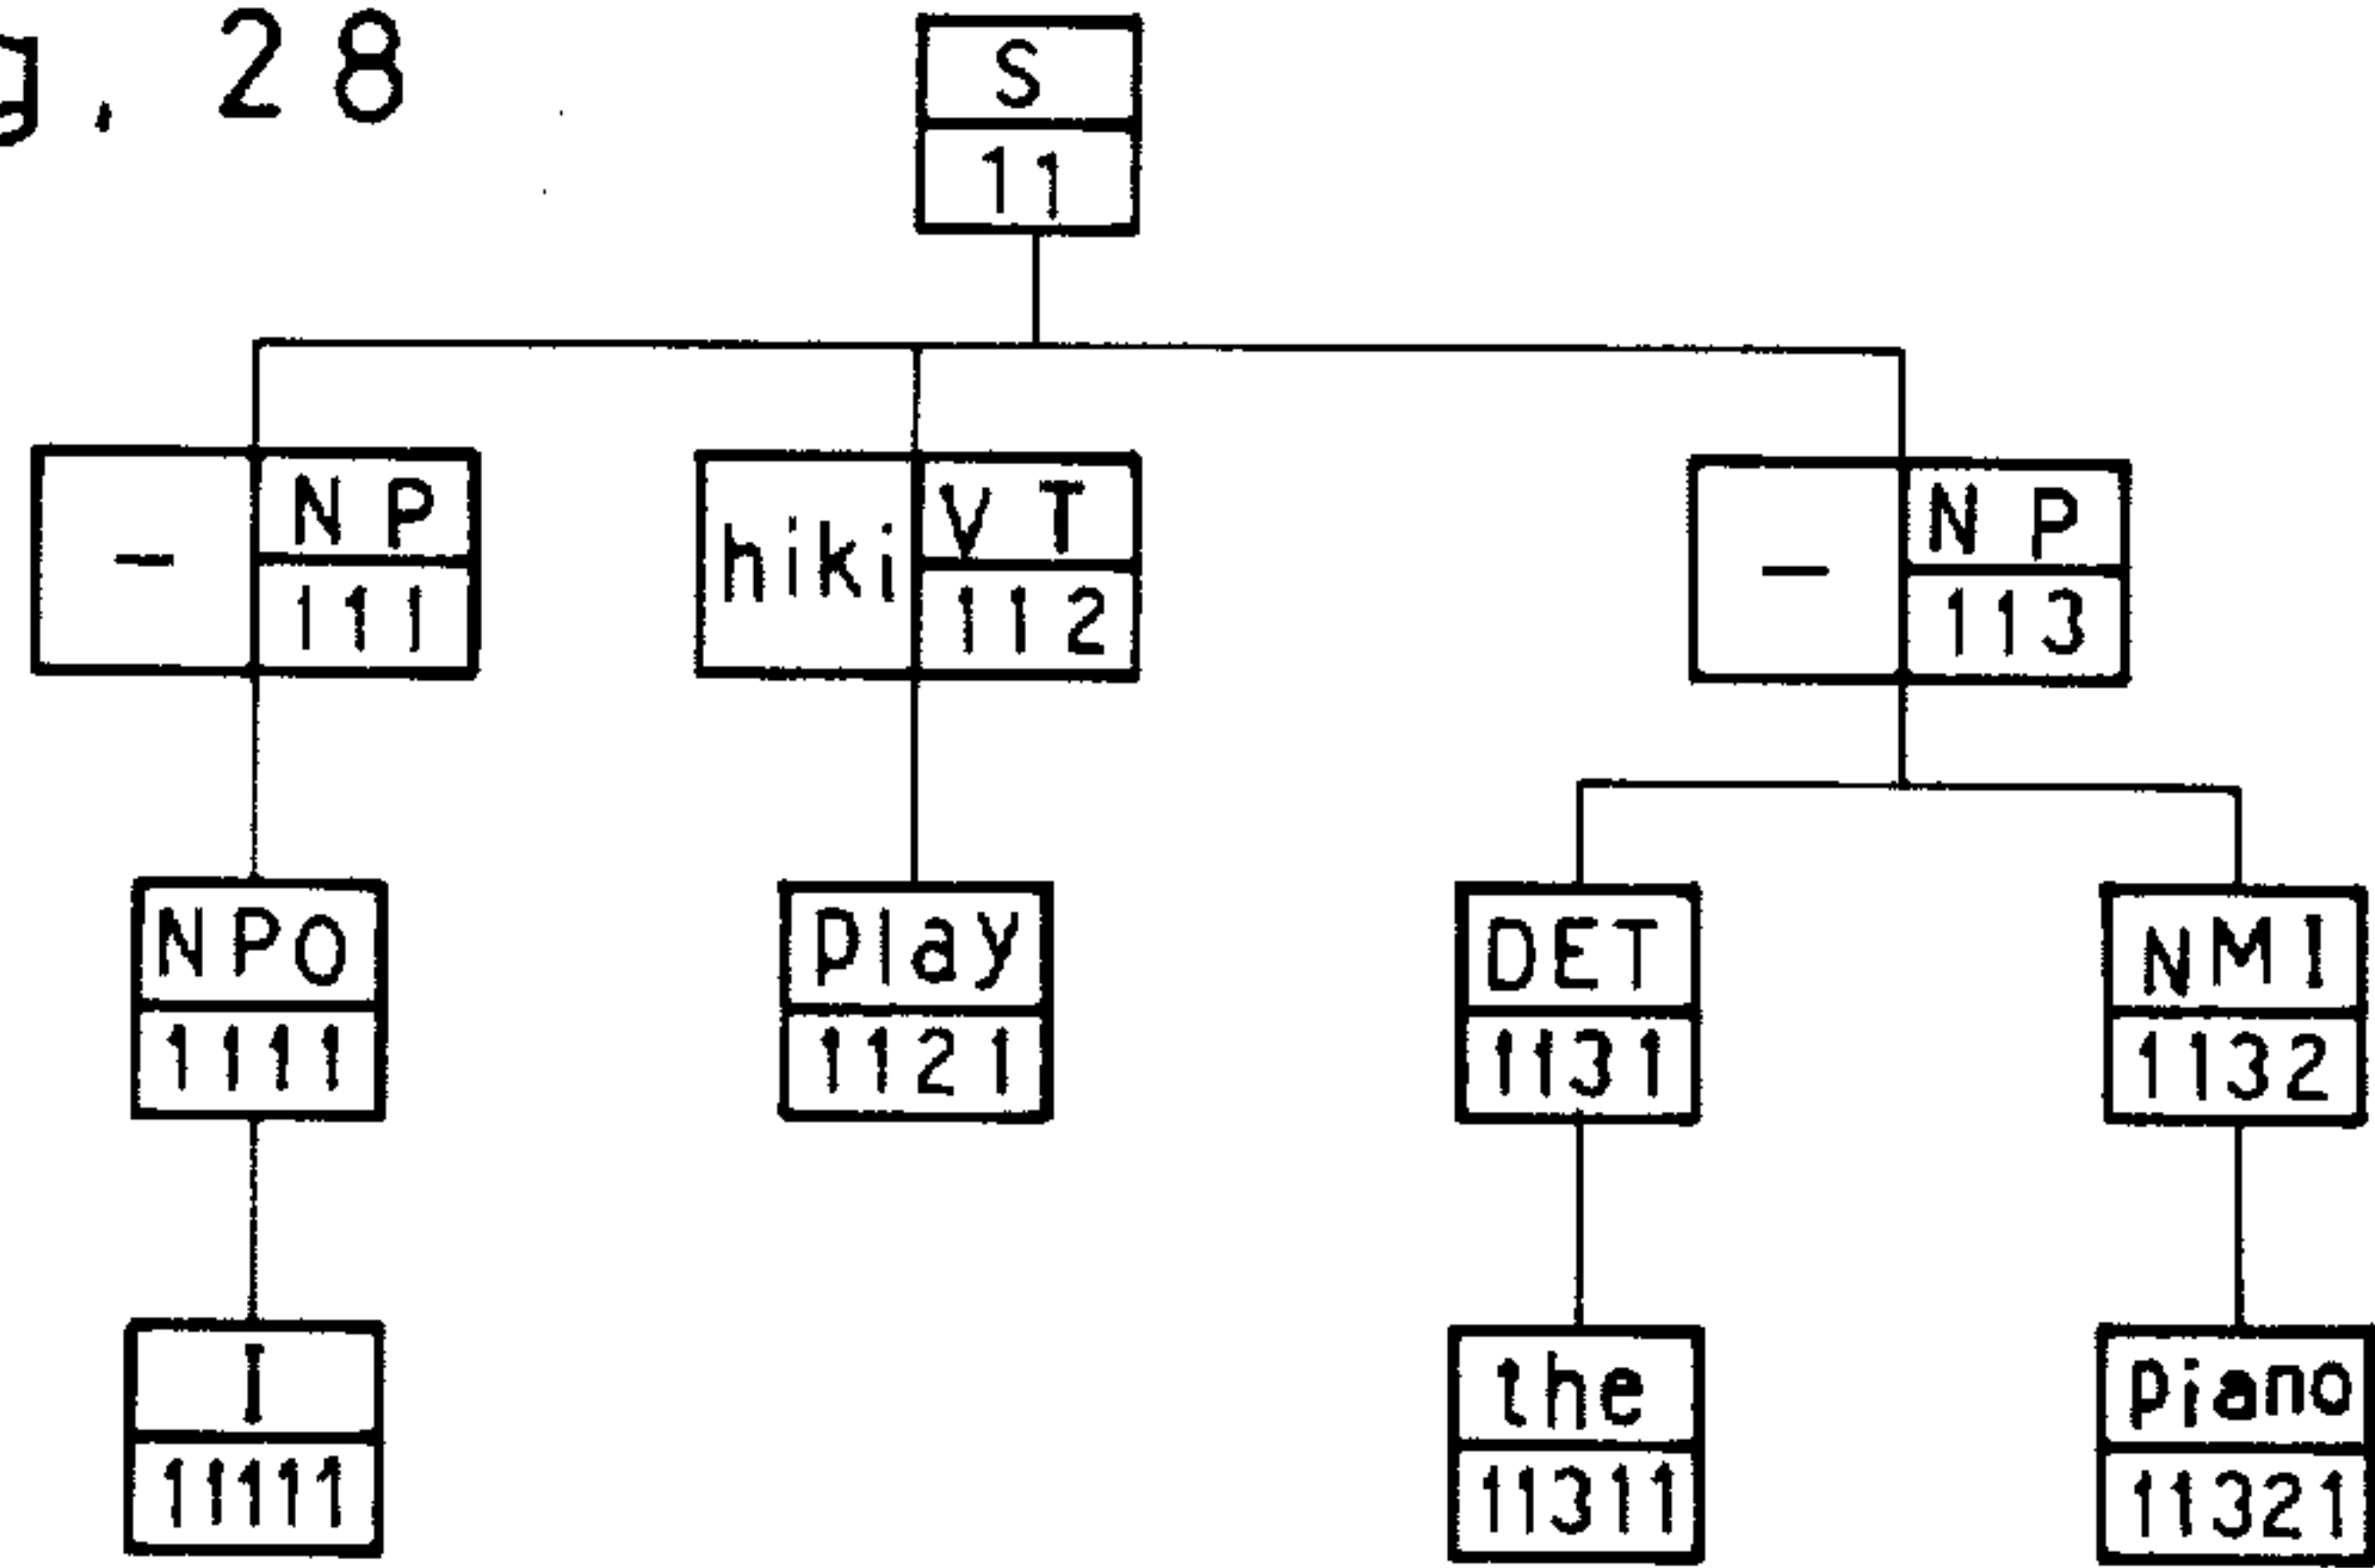 g. 28
S
11
- NP
111
hiki VT
112
- NP
113
NPO
1111
play
1121
DET
1131
NMI
1132
I
11111
the
11311
piano
11321